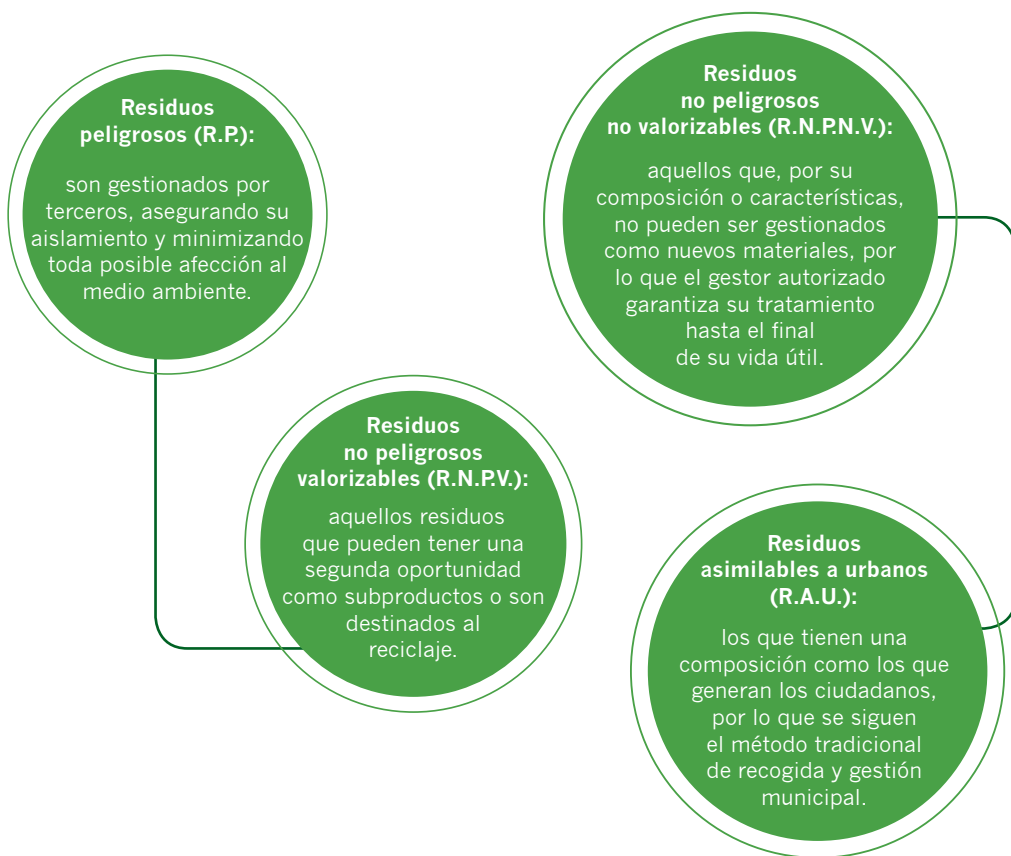 Residuos
peligrosos (R.P.):
son gestionados por
terceros, asegurando su
aislamiento y minimizando
toda posible afección al
medio ambiente.
Residuos
no peligrosos
valorizables (R.N.P.V.):
aquellos residuos
que pueden tener una
segunda oportunidad
como subproductos o son
destinados al
reciclaje.
Residuos
no peligrosos
no valorizables (R.N.P.N.V.):
aquellos que, por su
composición o características,
no pueden ser gestionados
como nuevos materiales, por
lo que el gestor autorizado
garantiza su tratamiento
hasta el final
de su vida útil.
Residuos
asimilables a urbanos
(R.A.U.):
los que tienen una
composición como los que
generan los ciudadanos,
por lo que se siguen
el método tradicional
de recogida y gestión
municipal.